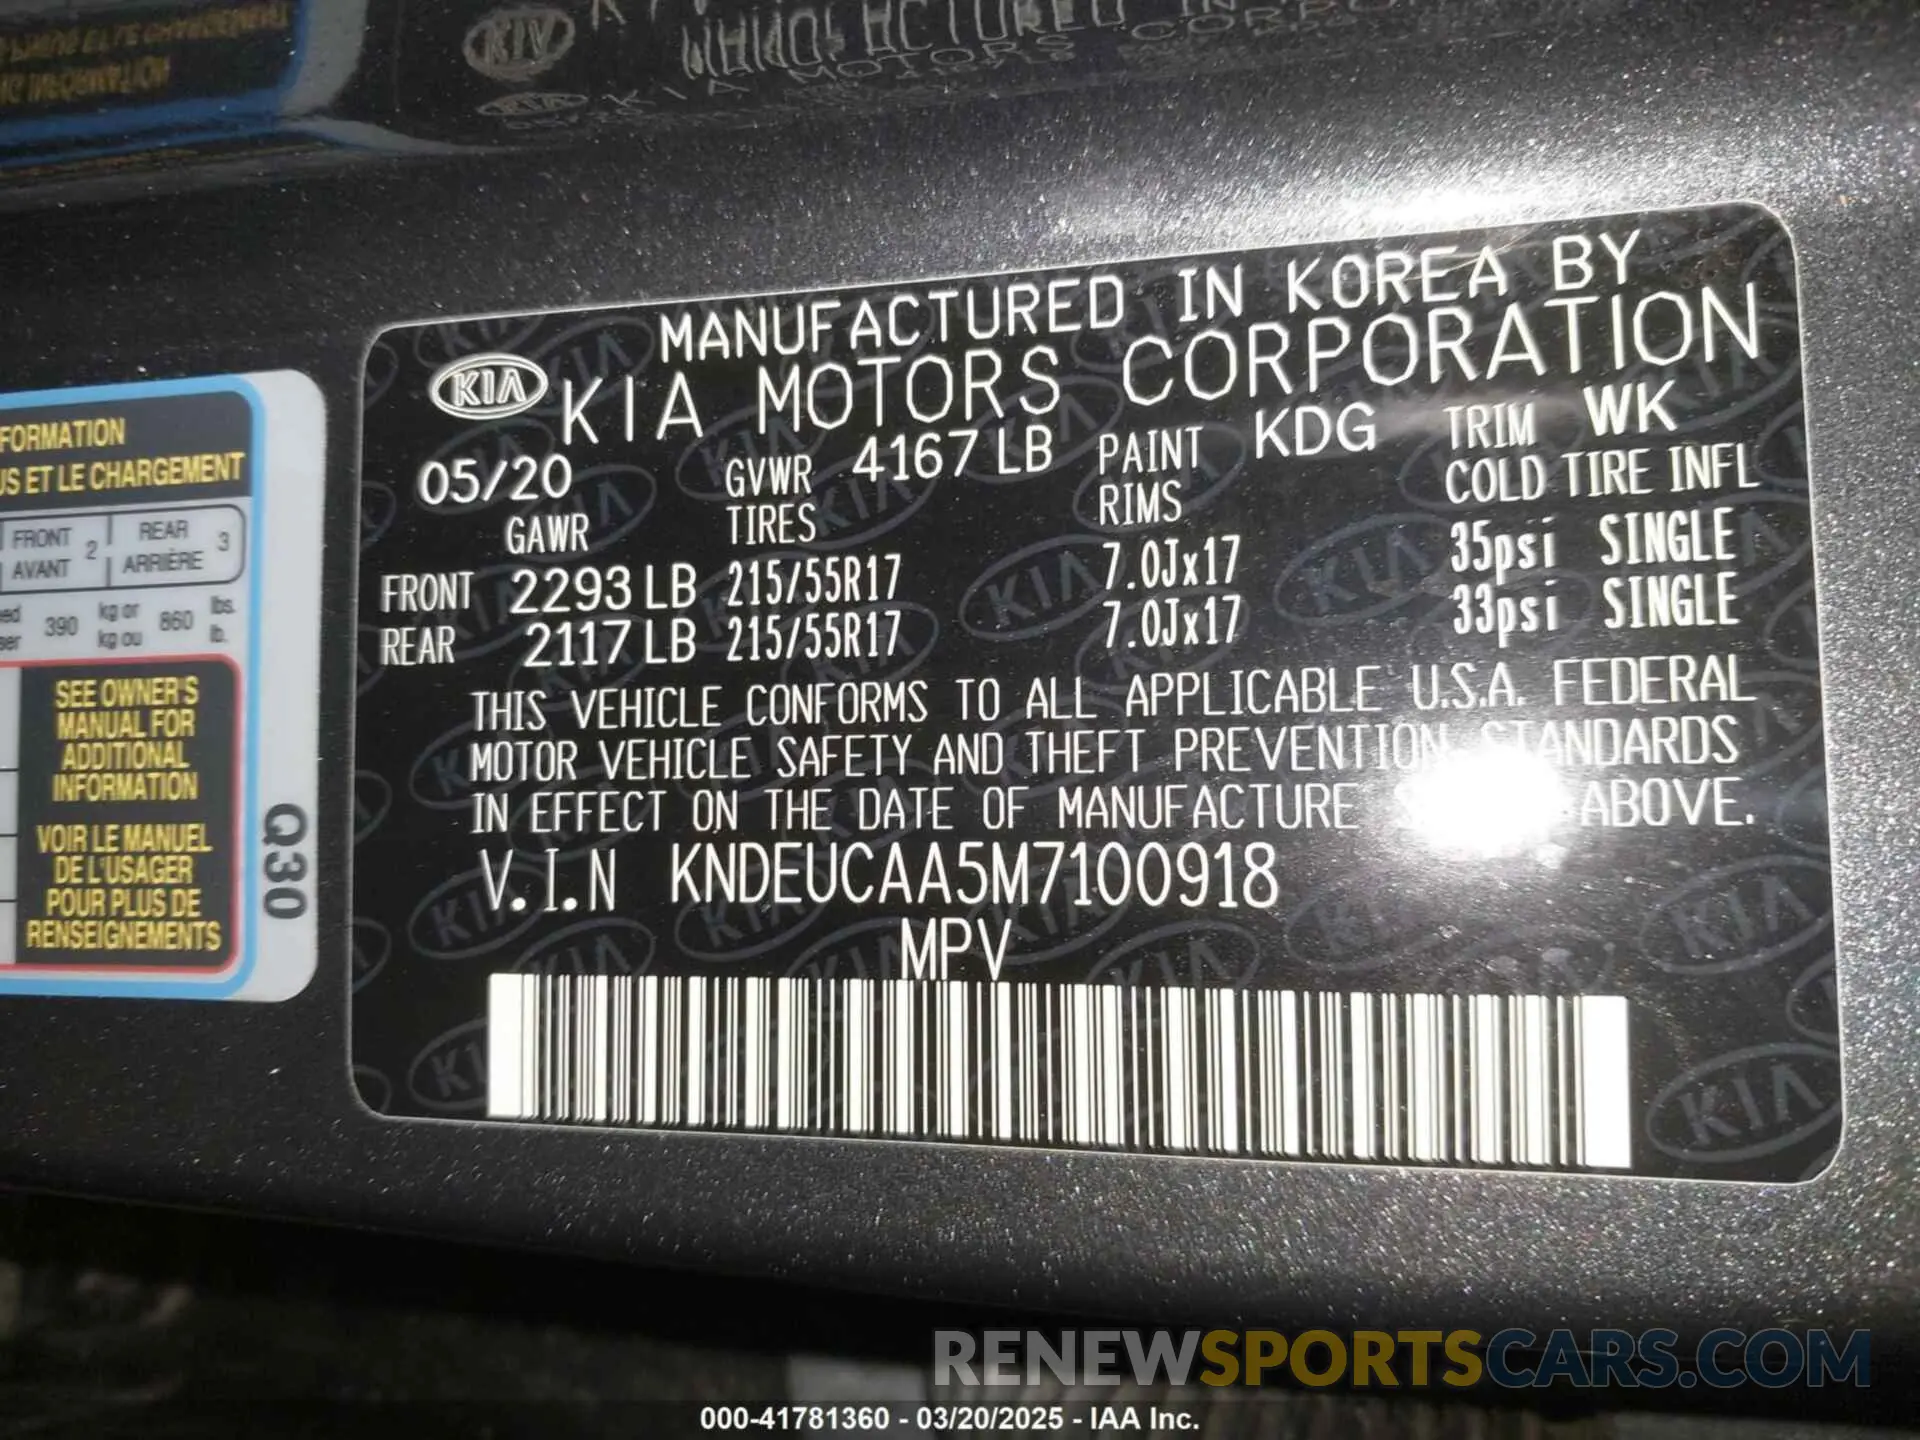 MANUFACTURED IN KOREA BY
KIA KIA MOTORS CORPORATION
05/20 GVWR 4167 LB PAINT KDG TRIM WK
GAWR TIRES RIMS COLD TIRE INFL
FRONT 2293 LB 215/55R17 7.0Jx17 35psi SINGLE
REAR 2117 LB 215/55R17 7.0Jx17 33psi SINGLE
THIS VEHICLE CONFORMS TO ALL APPLICABLE U.S.A. FEDERAL
MOTOR VEHICLE SAFETY AND THEFT PREVENTION STANDARDS
IN EFFECT ON THE DATE OF MANUFACTURE ABOVE.
V.I.N KNDEUCAA5M7100918
MPV
ET LE CHARGEMENT
FRONT AVANT 2 REAR ARRIÈRE 3
390 kg or kg ou 860 lbs. lb.
SEE OWNER'S
MANUAL FOR
ADDITIONAL
INFORMATION
VOIR LE MANUEL
DE L'USAGER
POUR PLUS DE
RENSEIGNEMENTS
Q30
RENEWSPORTSCARS.COM
000-41781360 - 03/20/2025 - IAA Inc.